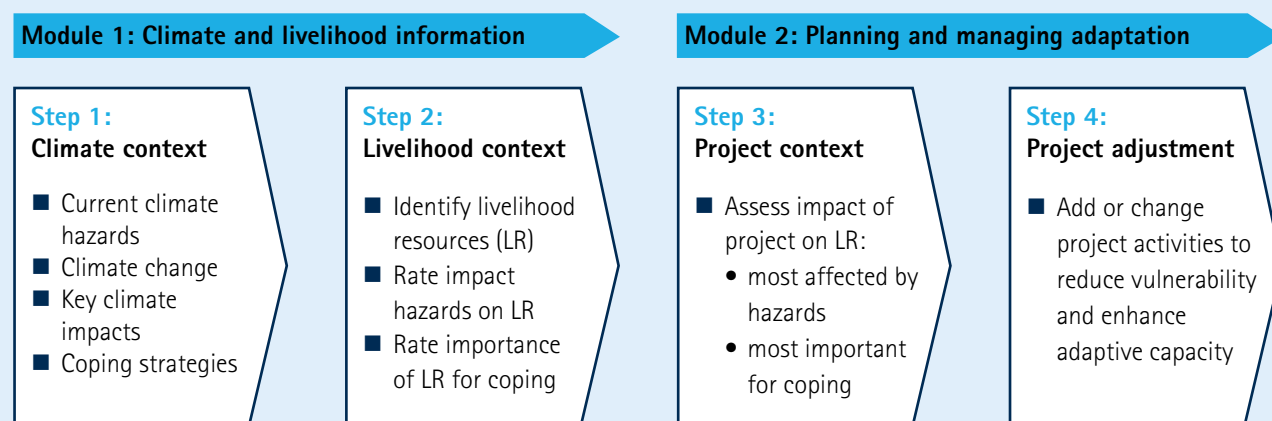 Module 1: Climate and livelihood information
Module 2: Planning and managing adaptation
Step 1:
Climate context
■ Current climate
hazards
■ Climate change
■ Key climate
impacts
■ Coping strategies
Step 2:
Livelihood context
■ Identify livelihood
resources (LR)
■ Rate impact
hazards on LR
■ Rate importance
of LR for coping
Step 3:
Project context
■ Assess impact of
project on LR:
• most affected by
hazards
• most important
for coping
Step 4:
Project adjustment
■ Add or change
project activities to
reduce vulnerability
and enhance
adaptive capacity